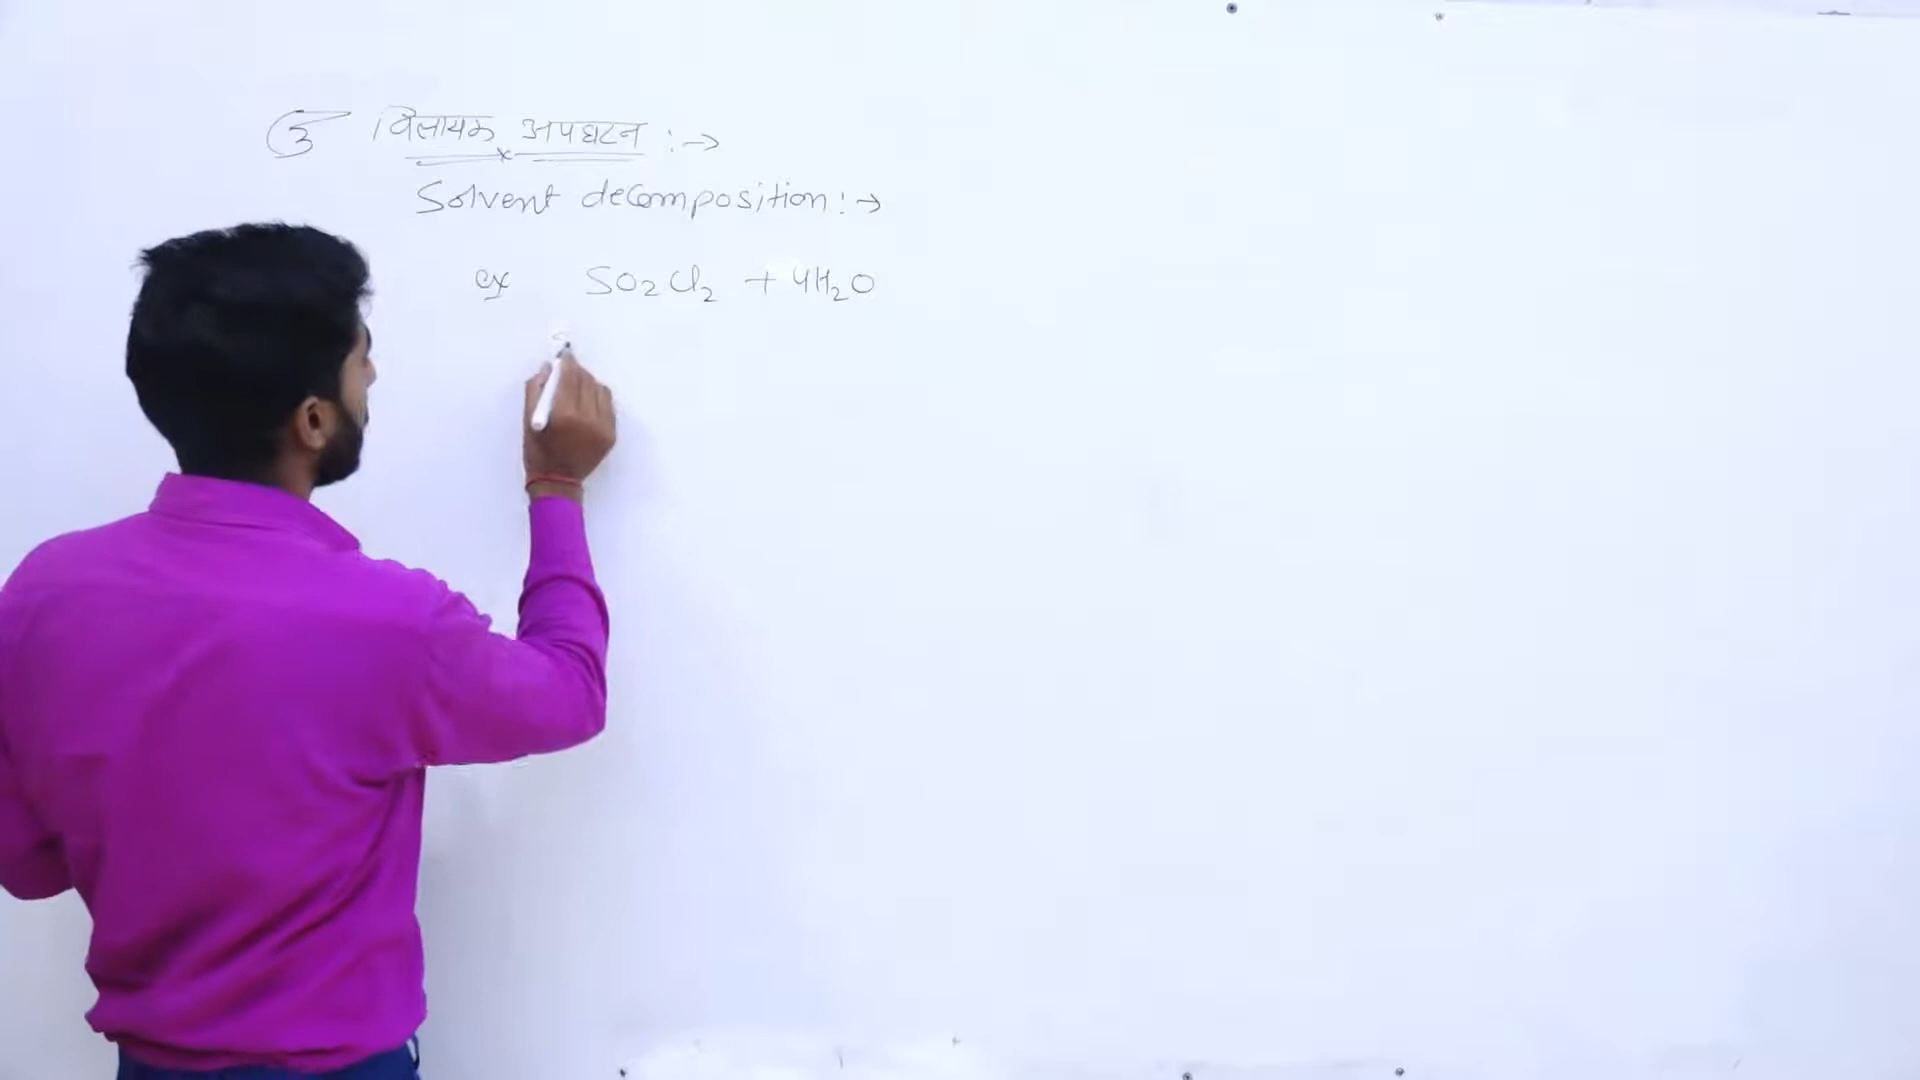 ③ विलायक अपघटन :→
Solvent decomposition :→
ex SO₂Cl₂ + 4H₂O
S